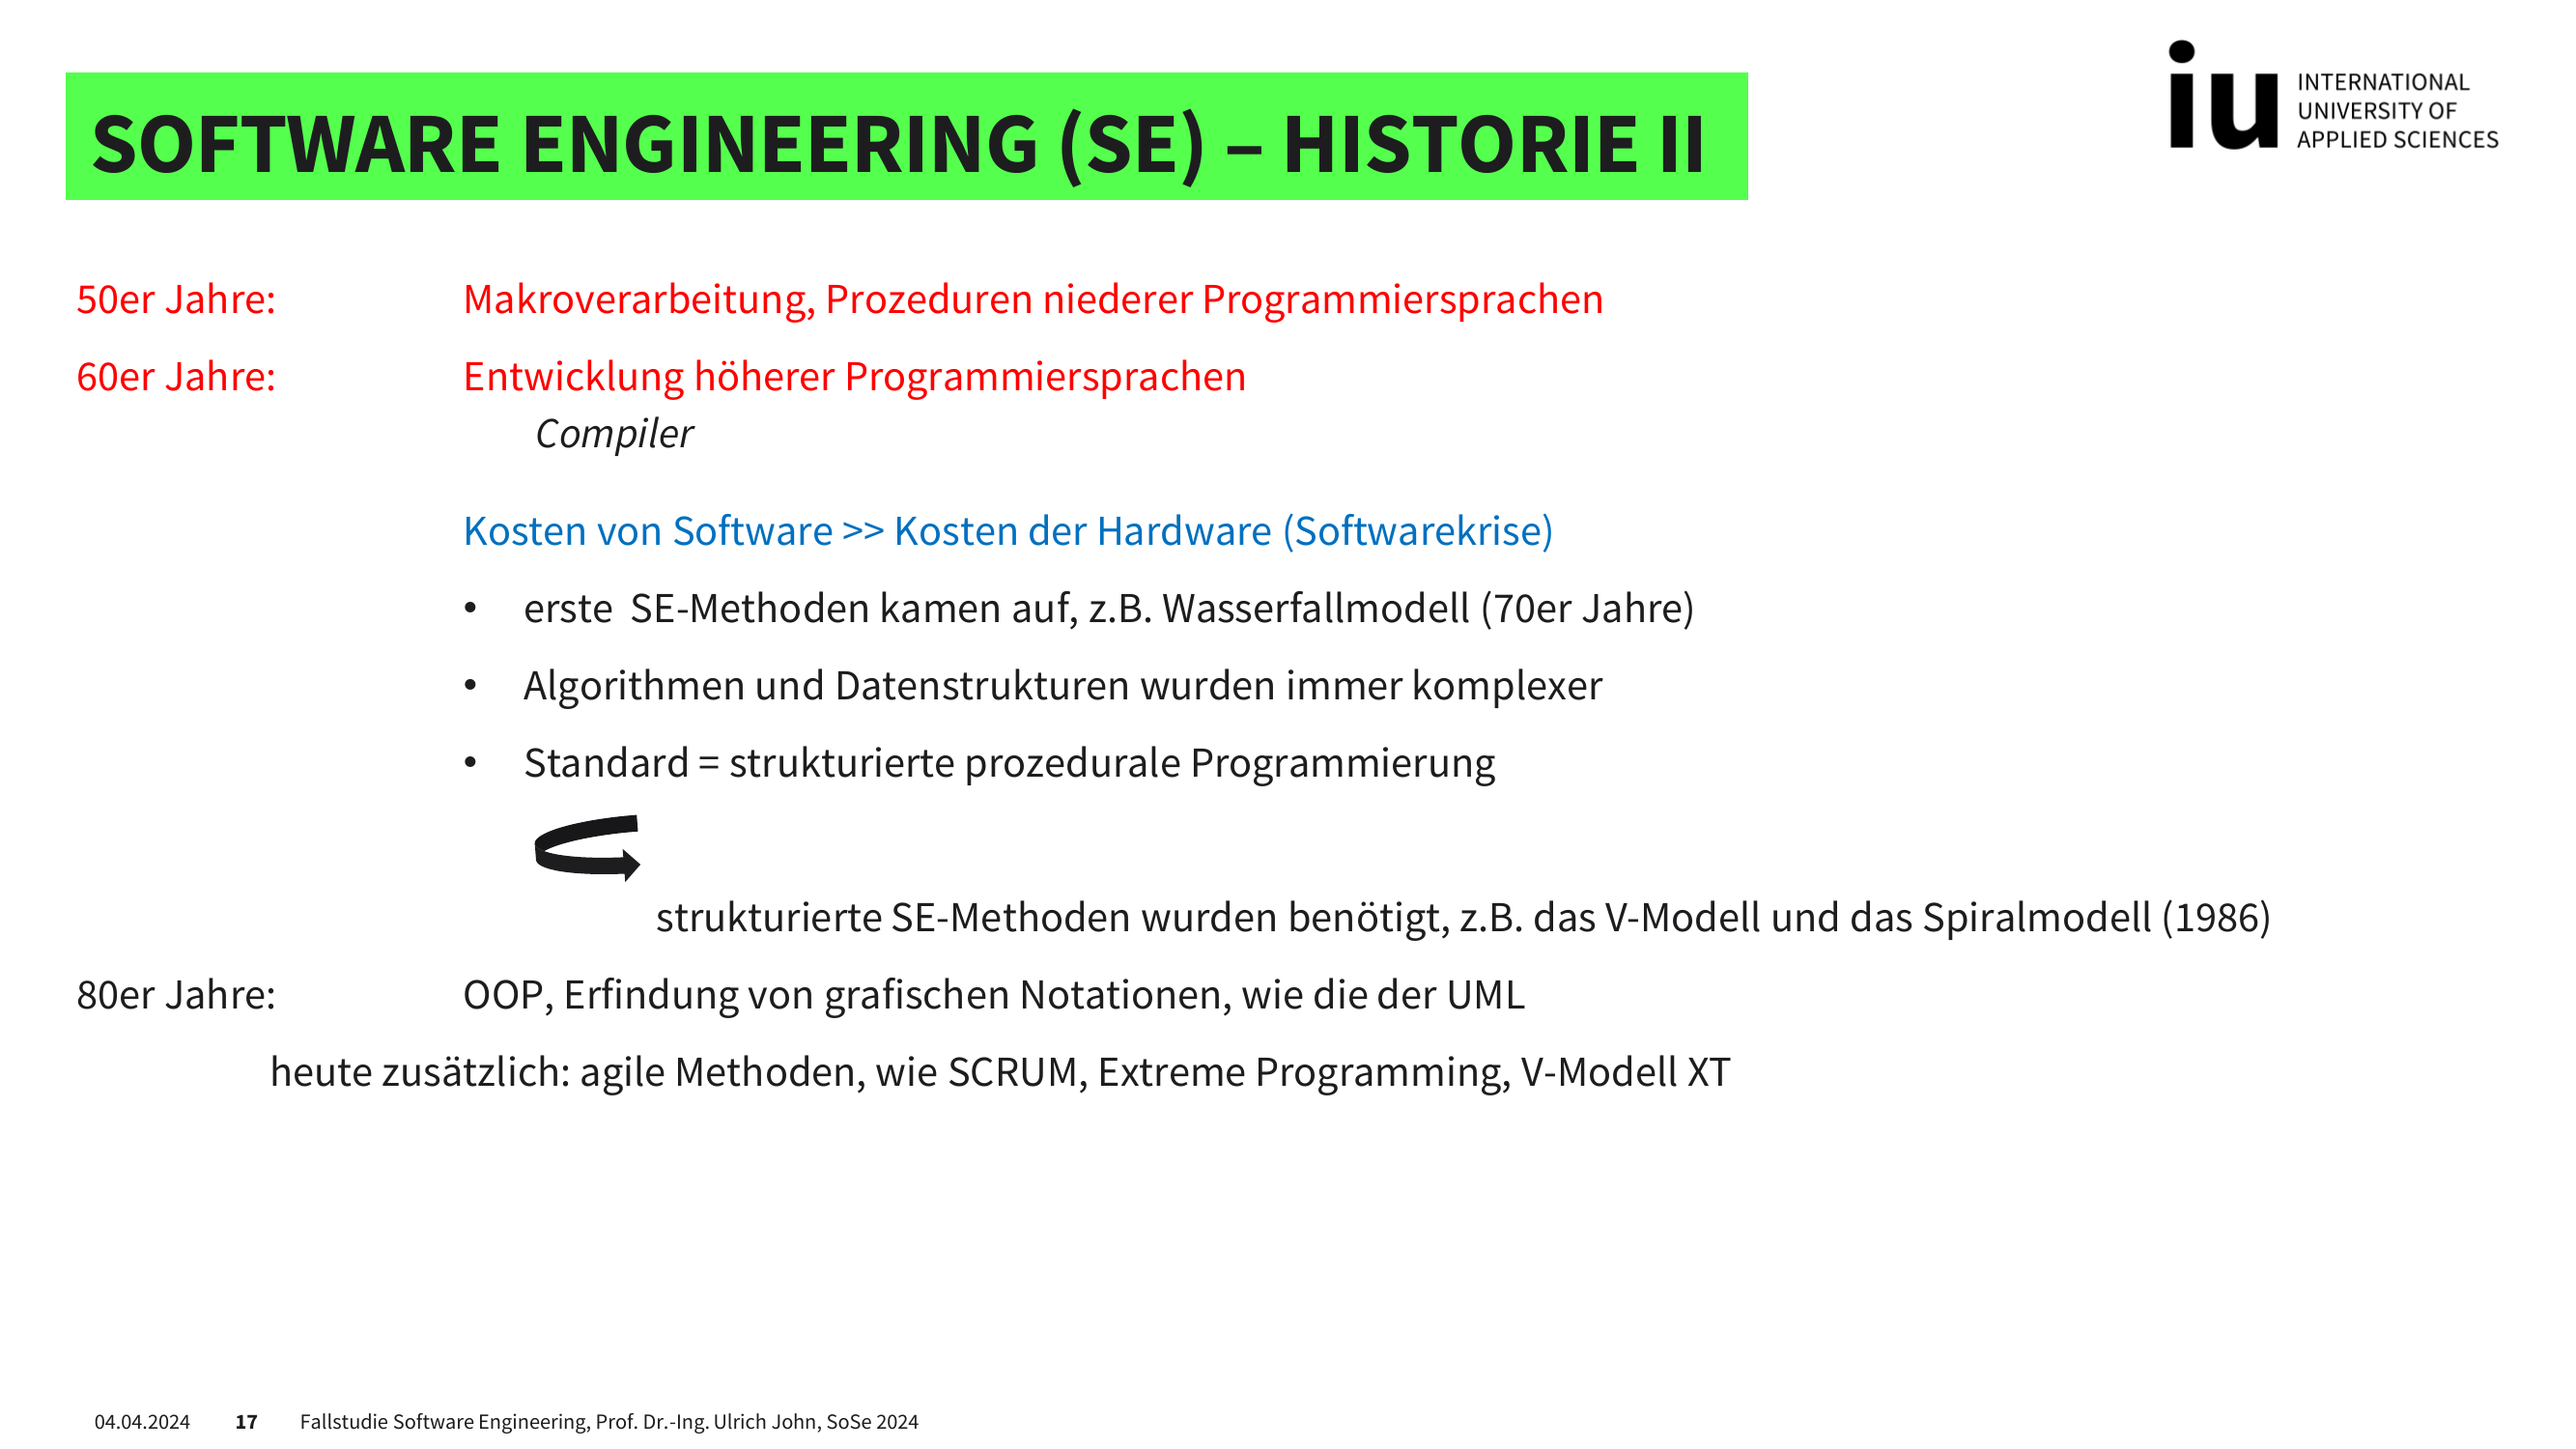 SOFTWARE ENGINEERING (SE) – HISTORIE II
iu INTERNATIONAL
UNIVERSITY OF
APPLIED SCIENCES
50er Jahre: Makroverarbeitung, Prozeduren niederer Programmiersprachen
60er Jahre: Entwicklung höherer Programmiersprachen
Compiler
Kosten von Software >> Kosten der Hardware (Softwarekrise)
• erste SE-Methoden kamen auf, z.B. Wasserfallmodell (70er Jahre)
• Algorithmen und Datenstrukturen wurden immer komplexer
• Standard = strukturierte prozedurale Programmierung
strukturierte SE-Methoden wurden benötigt, z.B. das V-Modell und das Spiralmodell (1986)
80er Jahre: OOP, Erfindung von grafischen Notationen, wie die der UML
heute zusätzlich: agile Methoden, wie SCRUM, Extreme Programming, V-Modell XT
04.04.2024 17 Fallstudie Software Engineering, Prof. Dr.-Ing. Ulrich John, SoSe 2024